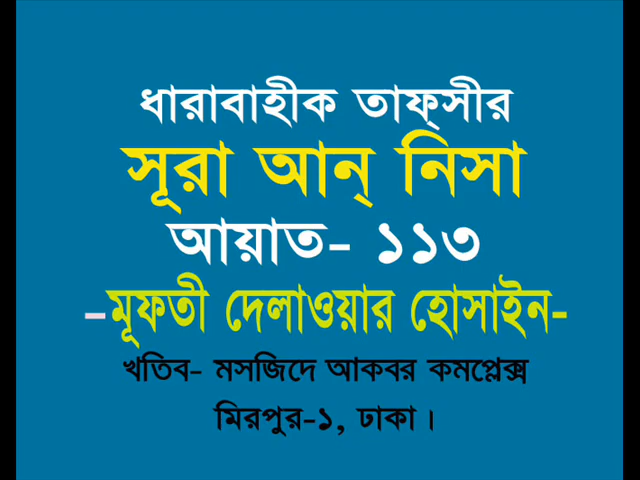 ধারাবাহীক তাফ্সীর
সূরা আন্ নিসা
আয়াত- ১১৩
-মূফতী দেলাওয়ার হোসাইন-
খতিব- মসজিদে আকবর কমপ্লেক্স
মিরপুর-১, ঢাকা।